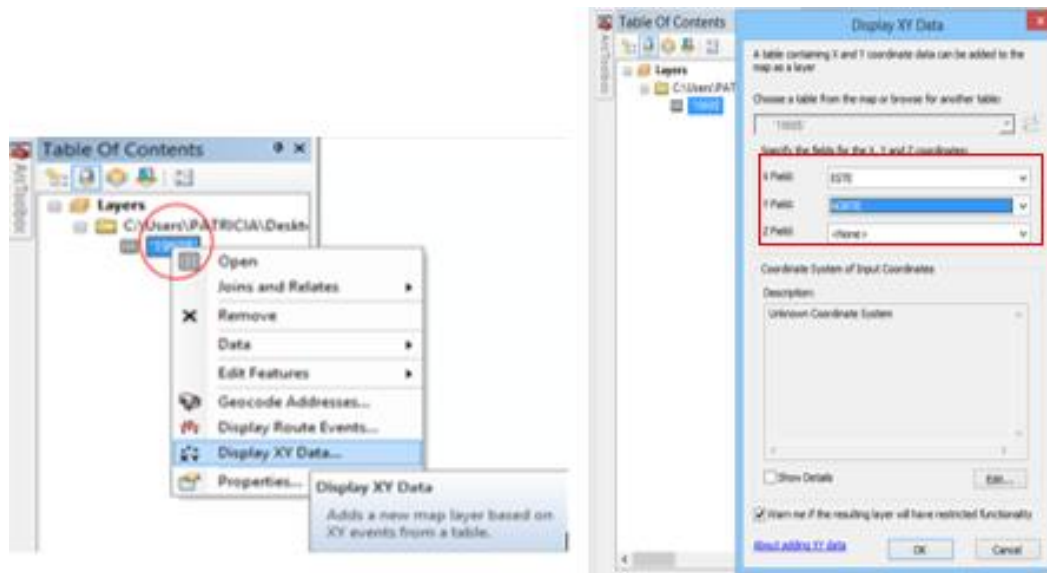 Table Of Contents
ArcToolbox
Layers
C:\Users\PATRICIA\Deskt
Open
Joins and Relates
Remove
Data
Edit Features
Geocode Addresses...
Display Route Events...
Display XY Data...
Properties...
Display XY Data
Adds a new map layer based on
XY events from a table.
Table Of Contents
ArcToolbox
Layers
C:\Users\PAT
Display XY Data
A table containing X and Y coordinate data can be added to the
map as a layer
Choose a table from the map or browse for another table:
Specify the fields for the X, Y and Z coordinates:
X Field:
ESTE
Y Field:
NORTE
Z Field:
<None>
Coordinate System of Input Coordinates
Description:
Unknown Coordinate System
Show Details
Edit...
Warn me if the resulting layer will have restricted functionality
About adding XY data
OK
Cancel